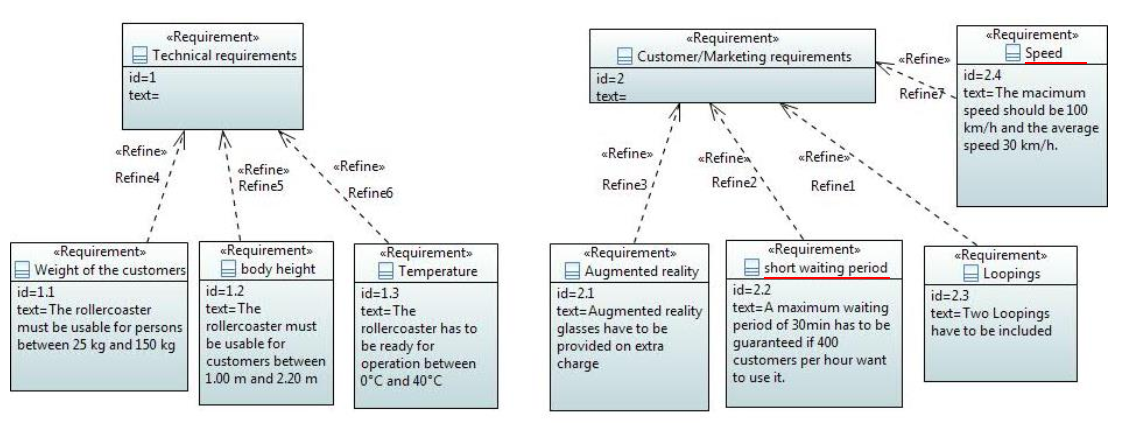 «Requirement»
Technical requirements
id=1
text=
«Refine»
Refine4
«Refine»
Refine5
«Refine»
Refine6
«Requirement»
Weight of the customers
id=1.1
text=The rollercoaster
must be usable for persons
between 25 kg and 150 kg
«Requirement»
body height
id=1.2
text=The
rollercoaster must
be usable for
customers between
1.00 m and 2.20 m
«Requirement»
Temperature
id=1.3
text=The
rollercoaster has to
be ready for
operation between
0°C and 40°C
«Requirement»
Customer/Marketing requirements
id=2
text=
«Refine»
Refine7
«Requirement»
Speed
id=2.4
text=The macimum
speed should be 100
km/h and the average
speed 30 km/h.
«Refine»
Refine3
«Refine»
Refine2
«Refine»
Refine1
«Requirement»
Augmented reality
id=2.1
text=Augmented reality
glasses have to be
provided on extra
charge
«Requirement»
short waiting period
id=2.2
text=A maximum waiting
period of 30min has to be
guaranteed if 400
customers per hour want
to use it.
«Requirement»
Loopings
id=2.3
text=Two Loopings
have to be included